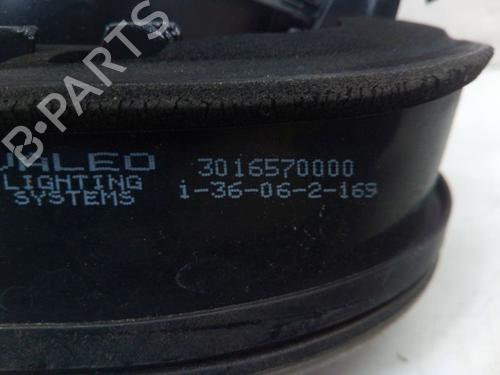 B-PARTS
VALEO
LIGHTING
SYSTEMS
3016570000
i-36-06-2-169